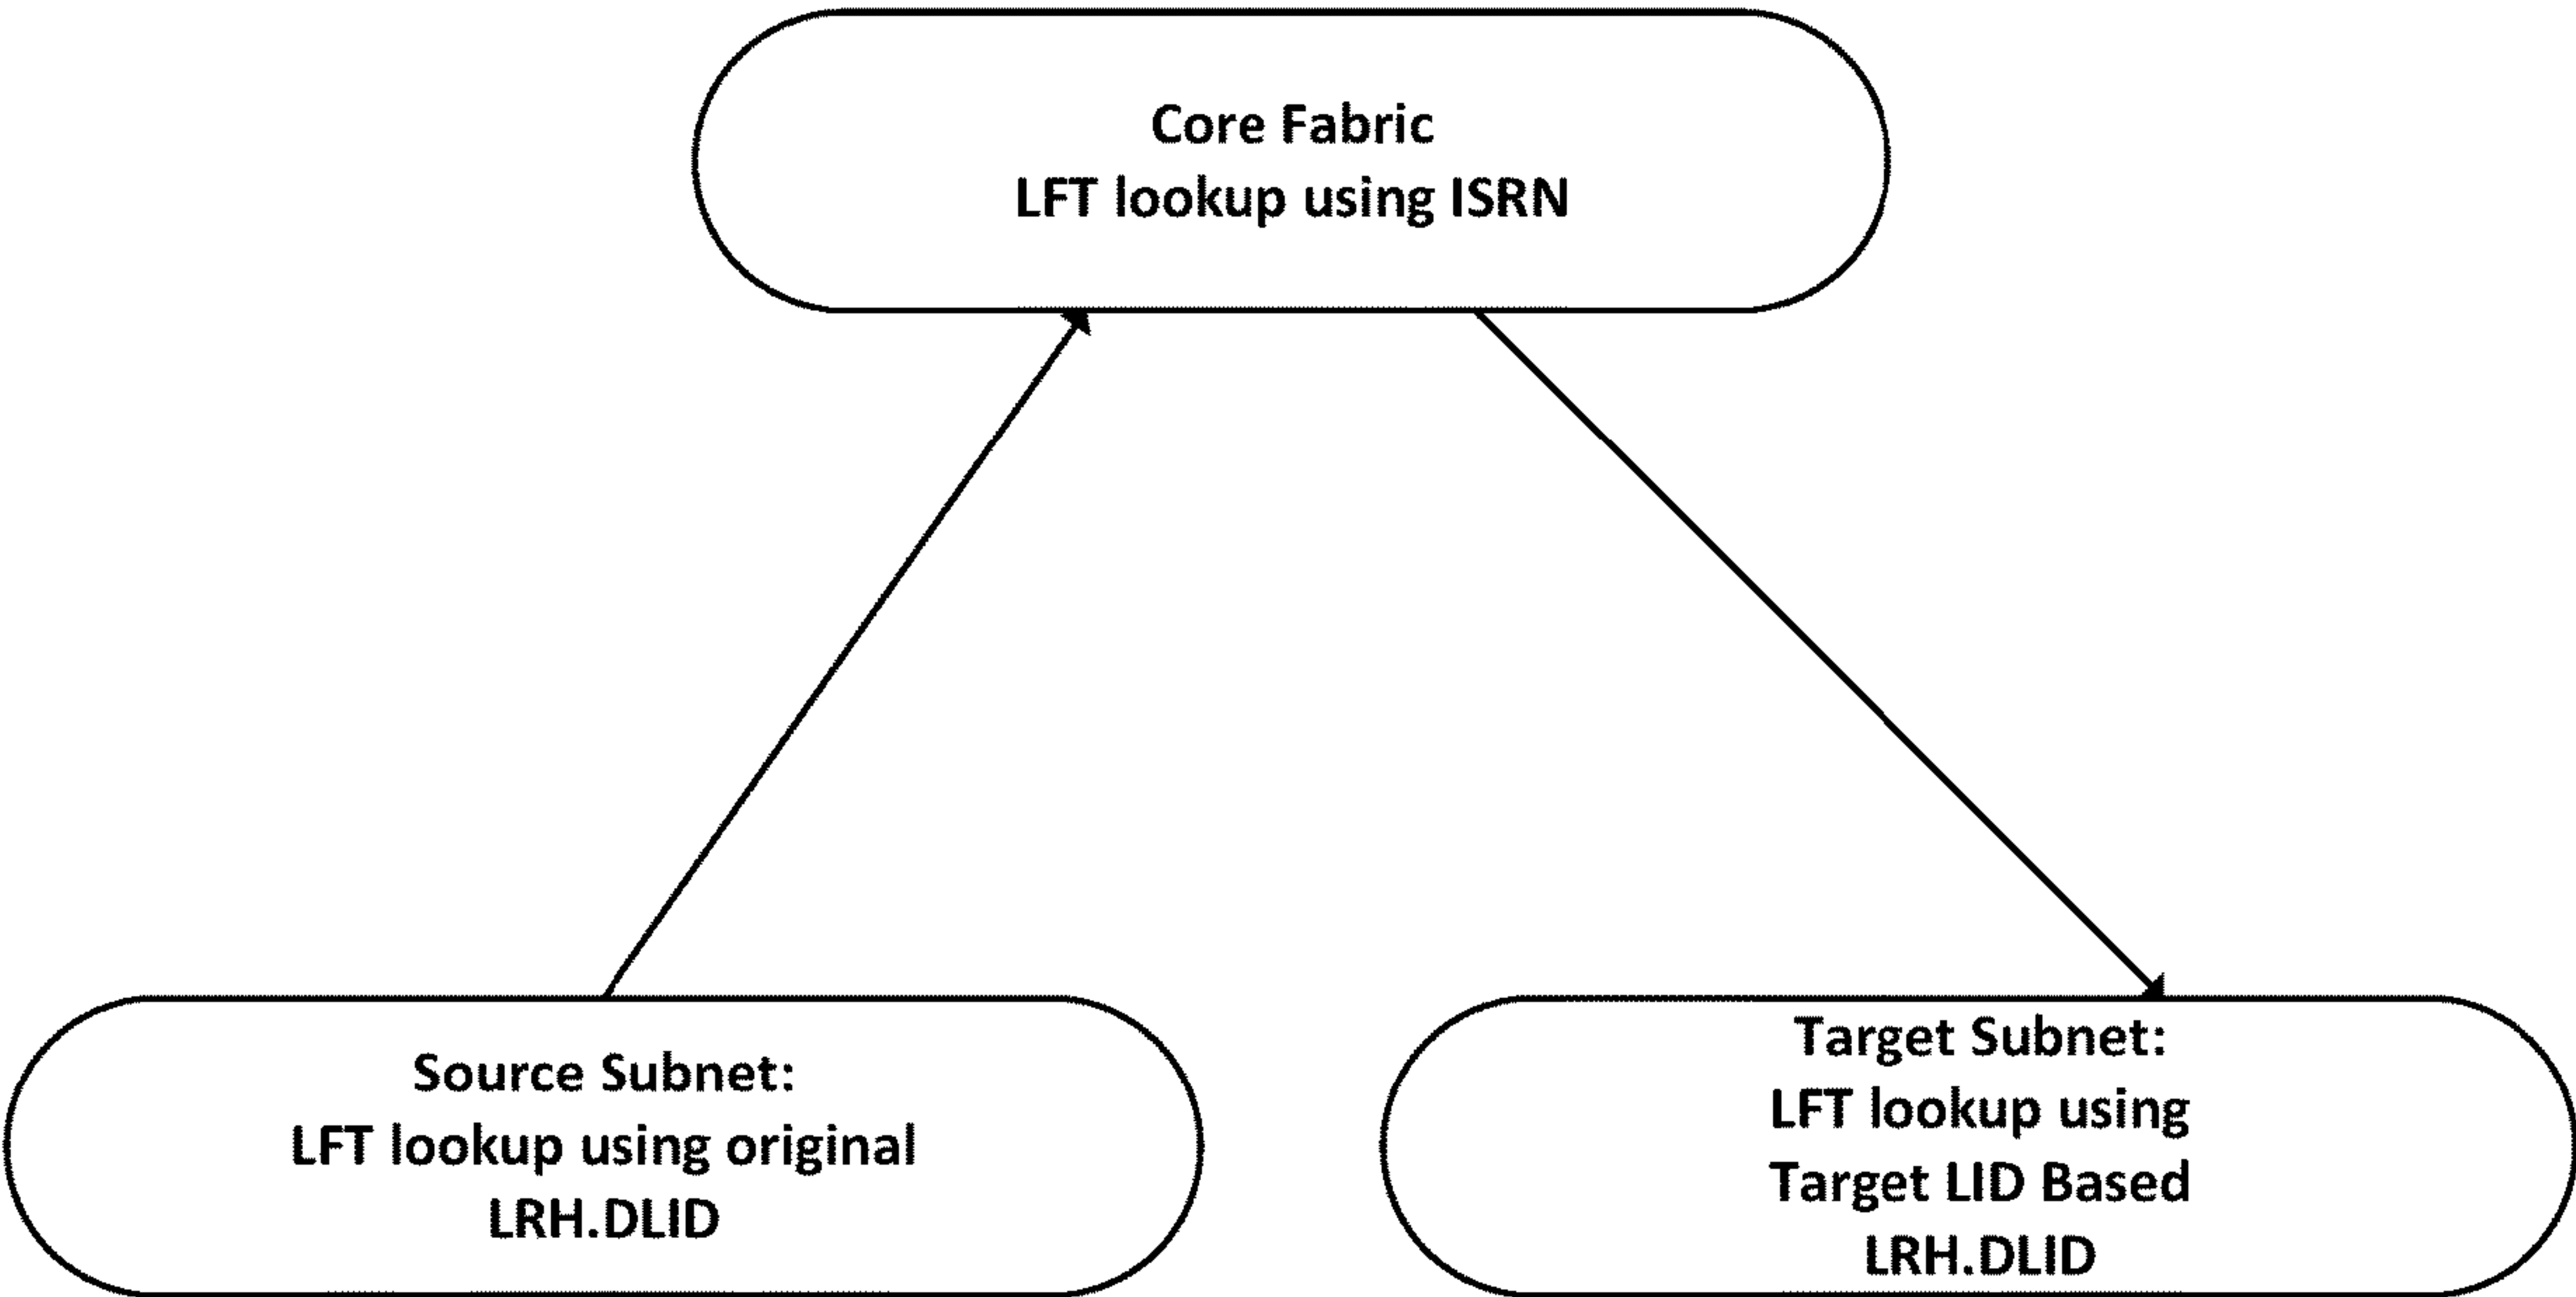 Core Fabric
LFT lookup using ISRN
Source Subnet:
LFT lookup using original
LRH.DLID
Target Subnet:
LFT lookup using
Target LID Based
LRH.DLID